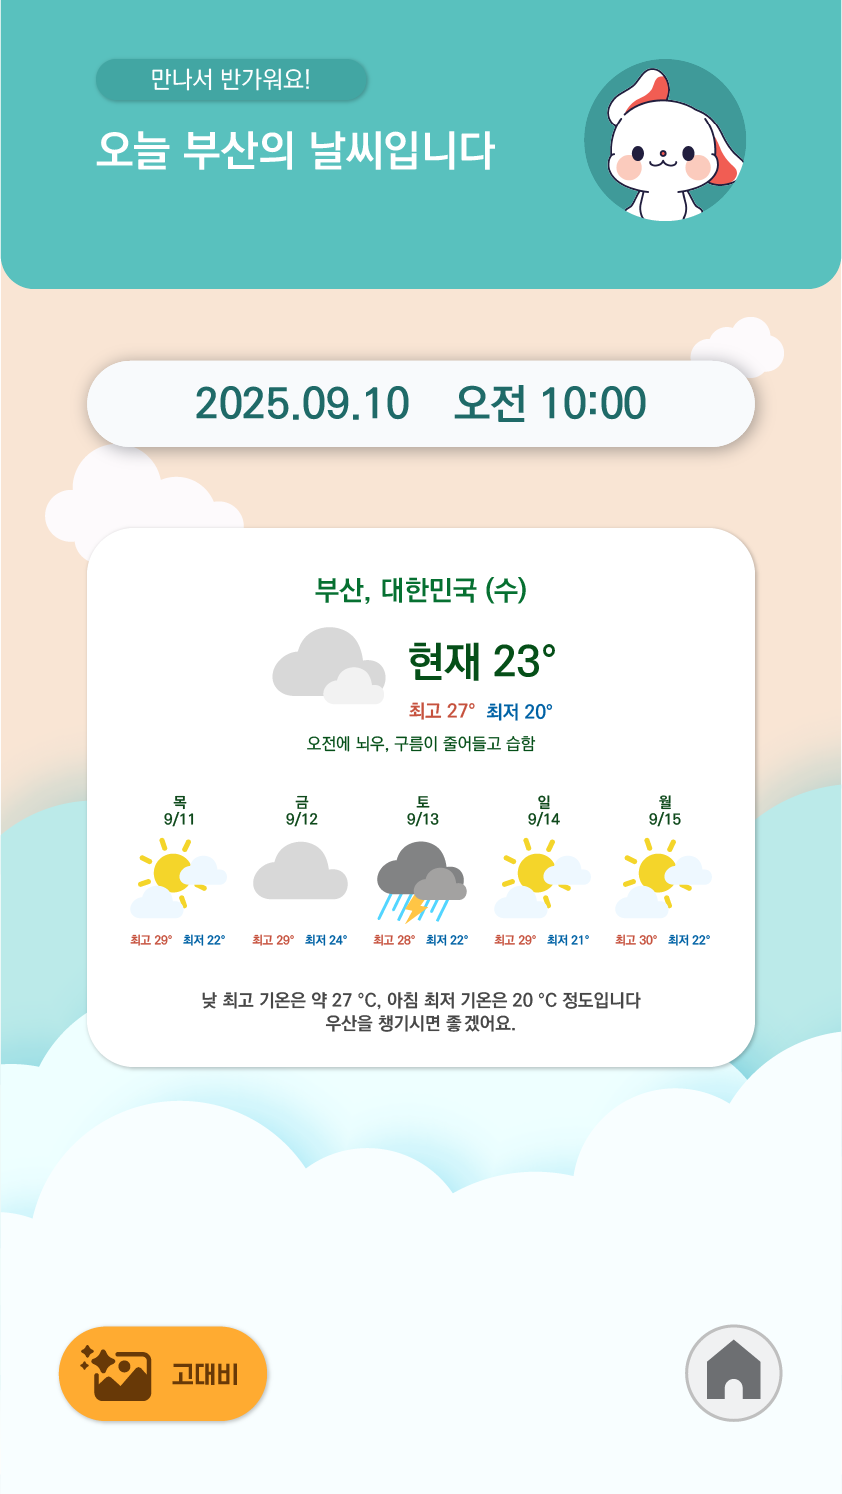 만나서 반가워요!
오늘 부산의 날씨입니다
2025.09.10 오전 10:00
부산, 대한민국 (수)
현재 23°
최고 27° 최저 20°
오전에 뇌우, 구름이 줄어들고 습함
목 금 토 일 월
9/11 9/12 9/13 9/14 9/15
최고 29° 최저 22° 최고 29° 최저 24° 최고 28° 최저 22° 최고 29° 최저 21° 최고 30° 최저 22°
낮 최고 기온은 약 27 °C, 아침 최저 기온은 20 °C 정도입니다
우산을 챙기시면 좋겠어요.
고대비